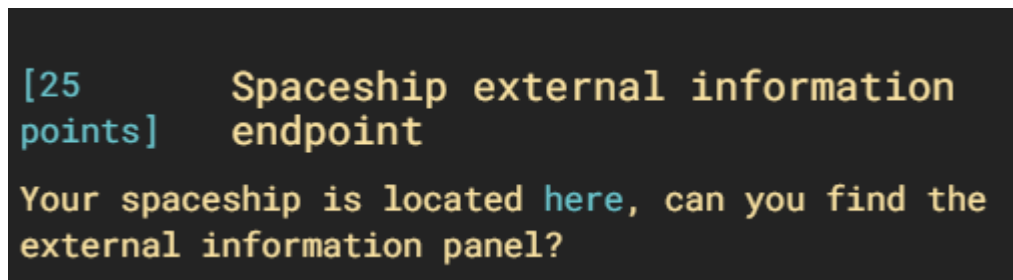 [25 points]
Spaceship external information
endpoint
Your spaceship is located here, can you find the
external information panel?